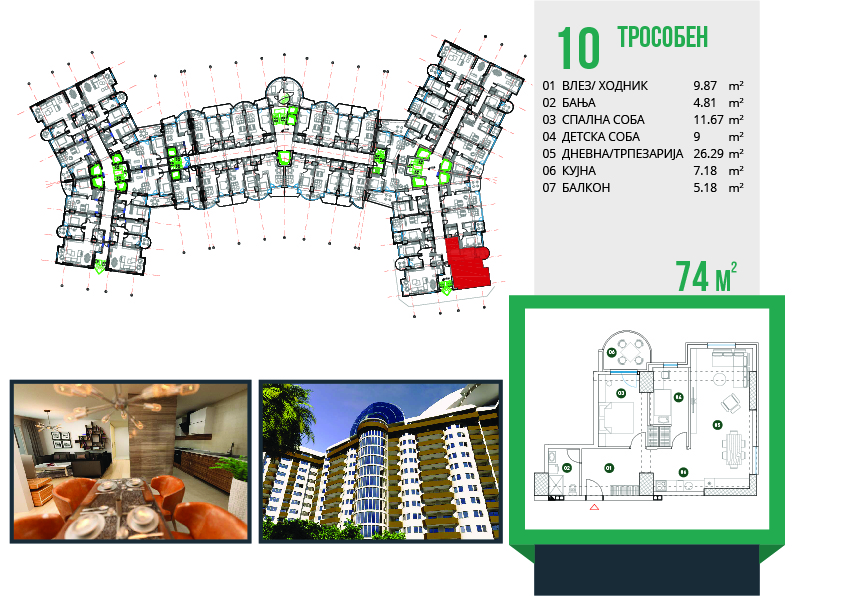 10 ТРОСОБЕН
01 ВЛЕЗ/ ХОДНИК 9.87 m²
02 БАЊА 4.81 m²
03 СПАЛНА СОБА 11.67 m²
04 ДЕТСКА СОБА 9 m²
05 ДНЕВНА/ТРПЕЗАРИЈА 26.29 m²
06 КУЈНА 7.18 m²
07 БАЛКОН 5.18 m²
74 м²
06
03
04
05
02
01
06